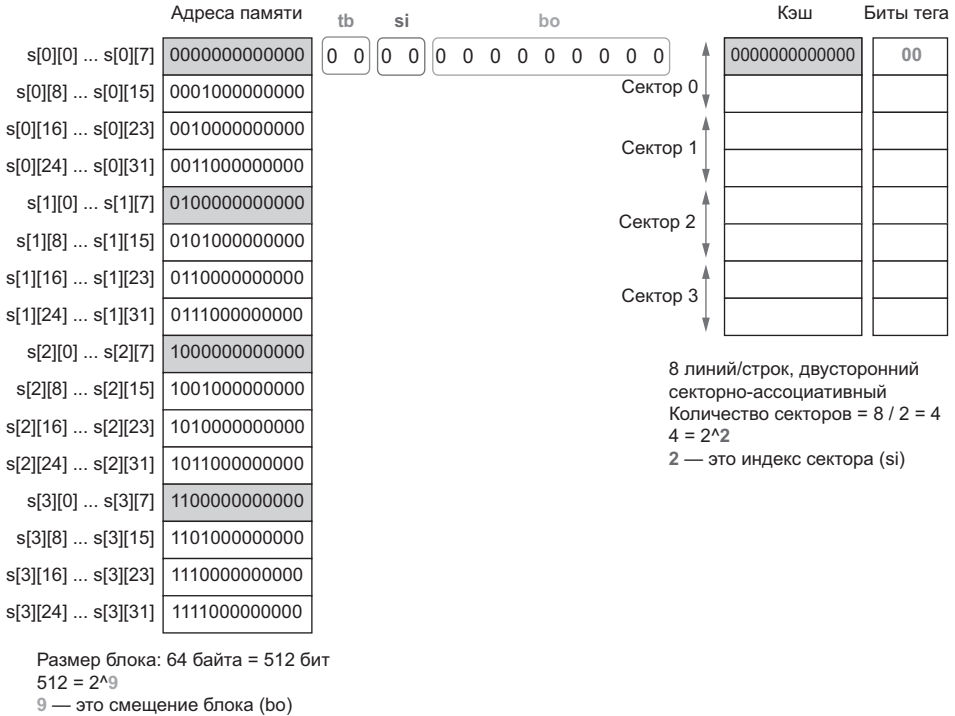 Адреса памяти tb si bo Кэш Биты тега
s[0][0] ... s[0][7] 0000000000000 0 0 0 0 0 0 0 0 0 0 0 0 0 0000000000000 00
Сектор 0
s[0][8] ... s[0][15] 0001000000000
s[0][16] ... s[0][23] 0010000000000
Сектор 1
s[0][24] ... s[0][31] 0011000000000
s[1][0] ... s[1][7] 0100000000000
Сектор 2
s[1][8] ... s[1][15] 0101000000000
s[1][16] ... s[1][23] 0110000000000
Сектор 3
s[1][24] ... s[1][31] 0111000000000
s[2][0] ... s[2][7] 1000000000000
s[2][8] ... s[2][15] 1001000000000
s[2][16] ... s[2][23] 1010000000000
s[2][24] ... s[2][31] 1011000000000
s[3][0] ... s[3][7] 1100000000000
s[3][8] ... s[3][15] 1101000000000
s[3][16] ... s[3][23] 1110000000000
s[3][24] ... s[3][31] 1111000000000
8 линий/строк, двусторонний
секторно-ассоциативный
Количество секторов = 8 / 2 = 4
4 = 2^2
2 — это индекс сектора (si)
Размер блока: 64 байта = 512 бит
512 = 2^9
9 — это смещение блока (bo)